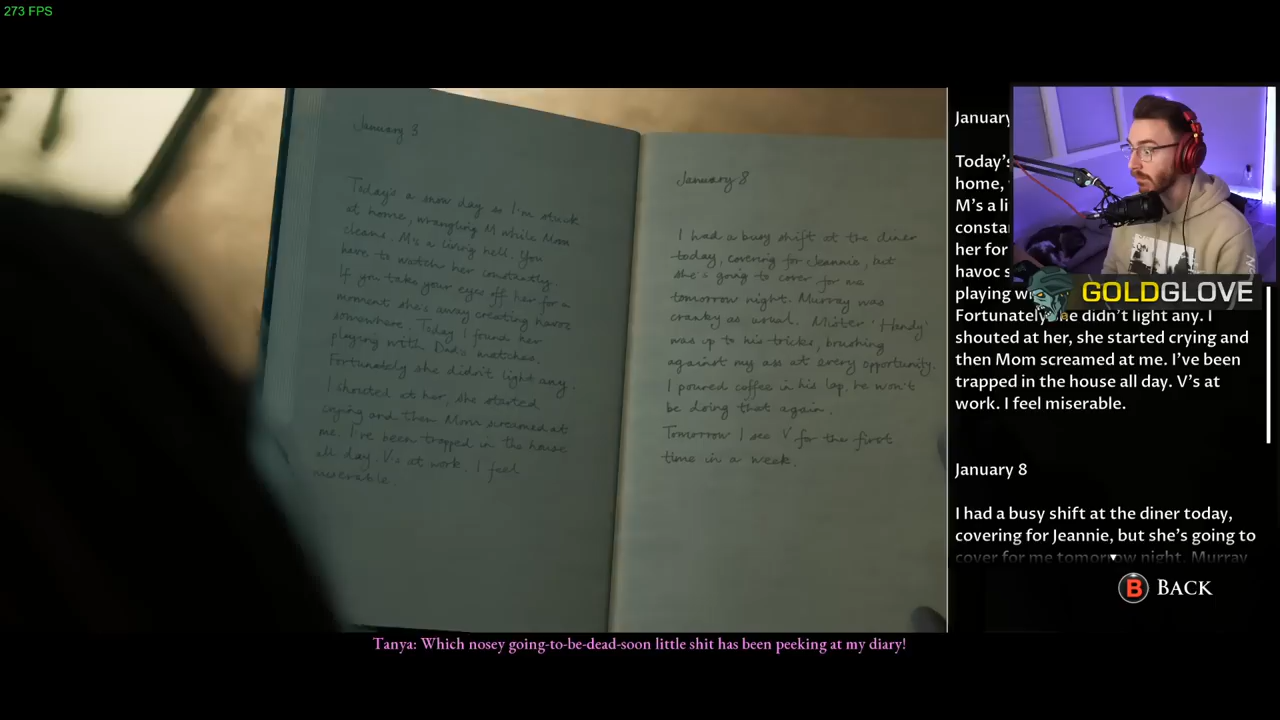 273 FPS
January 3
Today's a snow day so I'm stuck
at home, wrangling M while Mom
cleans. M's a living hell. You
have to watch her constantly.
If you take your eyes off her for a
moment she's away creating havoc
somewhere. Today I found her
playing with Dad's matches.
Fortunately she didn't light any.
I shouted at her, she started
crying and then Mom screamed at
me. I've been trapped in the house
all day. V's at work. I feel
miserable.
January 8
I had a busy shift at the diner
today, covering for Jeannie, but
she's going to cover for me
tomorrow night. Murray was
cranky as usual. Mister 'Handy'
was up to his tricks, brushing
against my ass at every opportunity.
I poured coffee in his lap, he won't
be doing that again.
Tomorrow I see V for the first
time in a week.
January
Today's
home,
M's a li
consta
her for
havoc s
playing w
Fortunately he didn't light any. I
shouted at her, she started crying and
then Mom screamed at me. I've been
trapped in the house all day. V's at
work. I feel miserable.
January 8
I had a busy shift at the diner today,
covering for Jeannie, but she's going to
cover for me tomorrow night. Murray
GOLDGLOVE
B BACK
Tanya: Which nosey going-to-be-dead-soon little shit has been peeking at my diary!